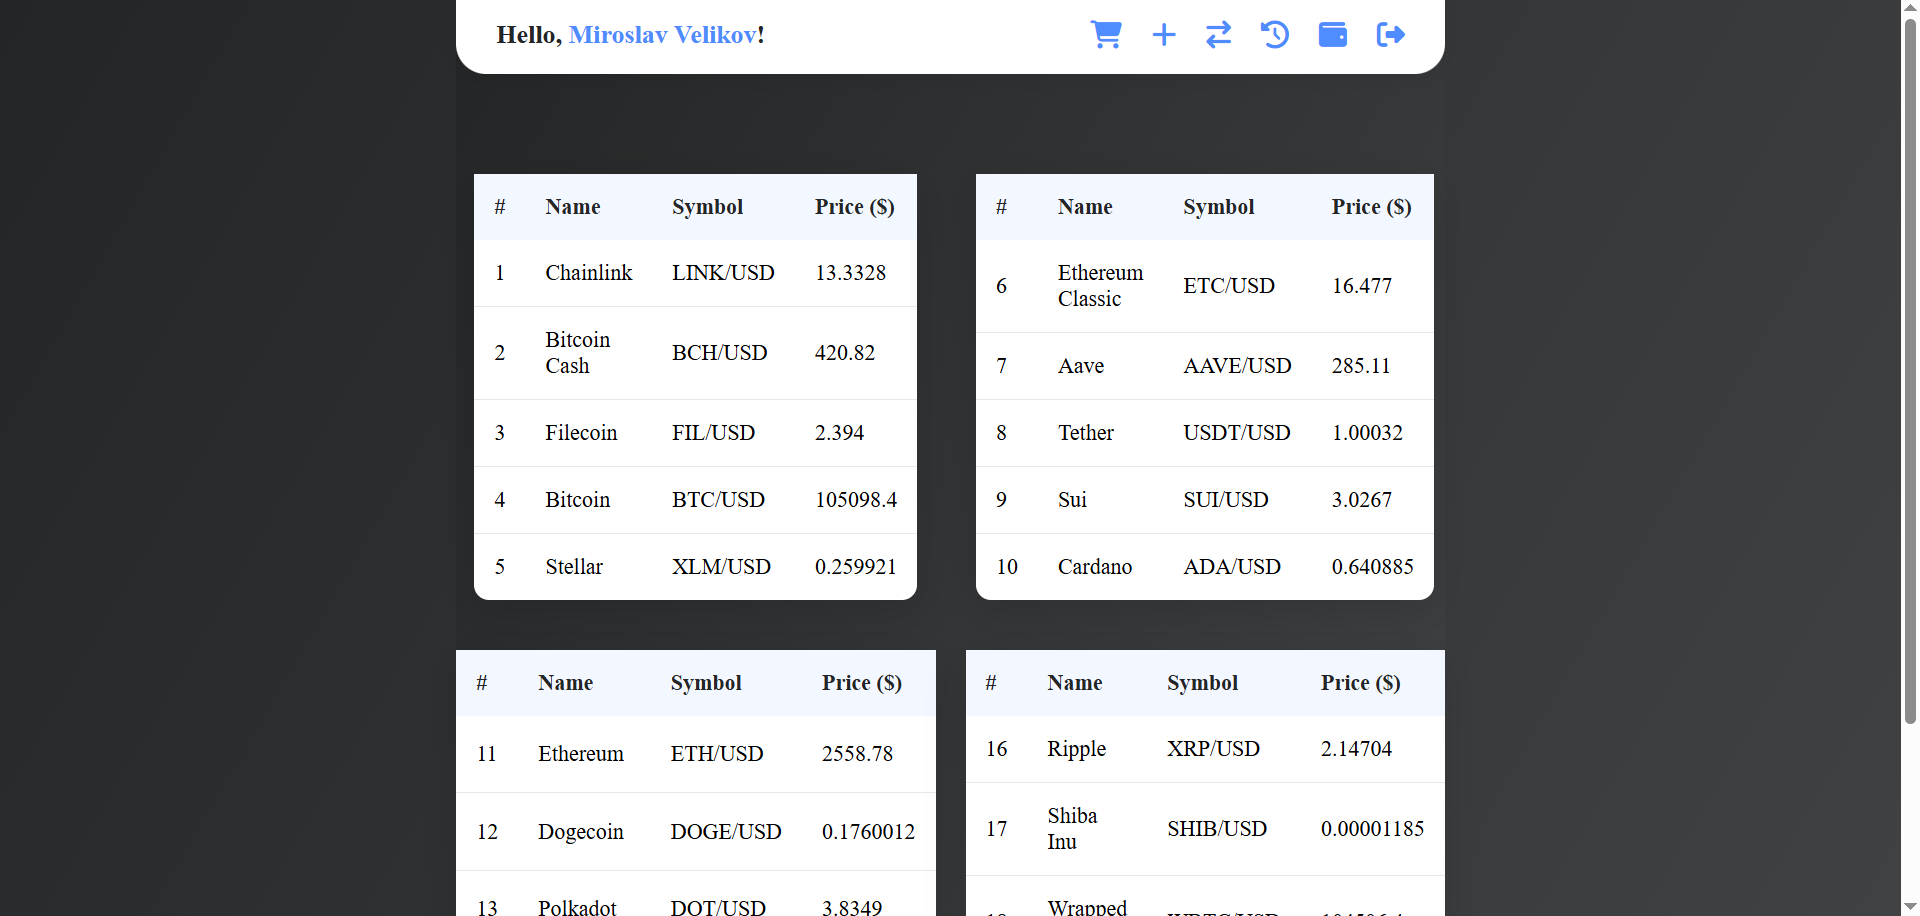 Hello, Miroslav Velikov!
# Name Symbol Price ($)
1 Chainlink LINK/USD 13.3328
2 Bitcoin Cash BCH/USD 420.82
3 Filecoin FIL/USD 2.394
4 Bitcoin BTC/USD 105098.4
5 Stellar XLM/USD 0.259921
# Name Symbol Price ($)
6 Ethereum Classic ETC/USD 16.477
7 Aave AAVE/USD 285.11
8 Tether USDT/USD 1.00032
9 Sui SUI/USD 3.0267
10 Cardano ADA/USD 0.640885
# Name Symbol Price ($)
11 Ethereum ETH/USD 2558.78
12 Dogecoin DOGE/USD 0.1760012
13 Polkadot DOT/USD 3.8349
# Name Symbol Price ($)
16 Ripple XRP/USD 2.14704
17 Shiba Inu SHIB/USD 0.00001185
Wrapped